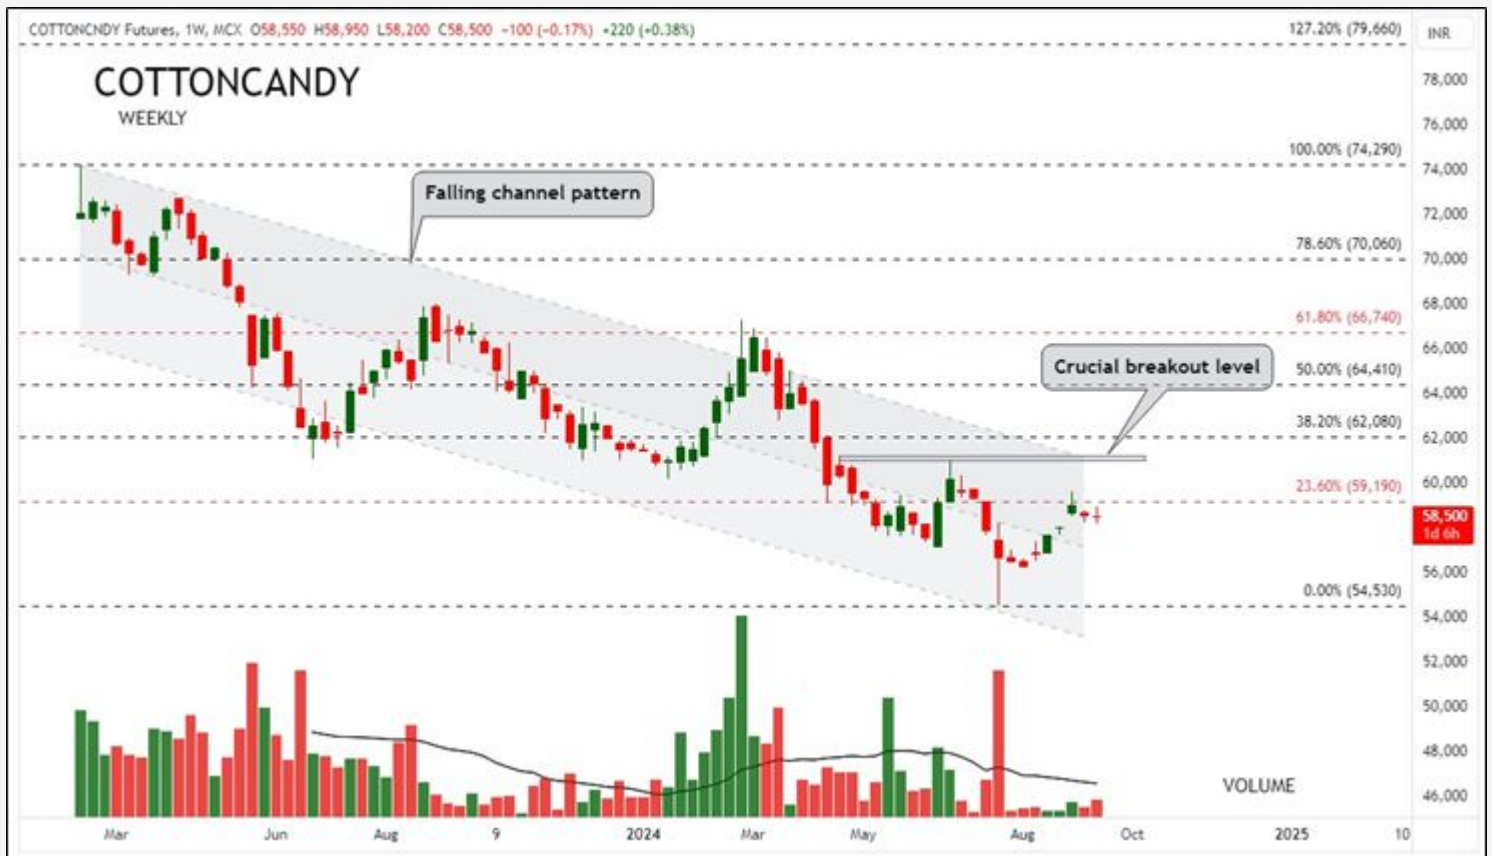 COTTONCNDY Futures, 1W, MCX O58,550 H58,950 L58,200 C58,500 −100 (−0.17%) +220 (+0.38%)
127.20% (79,660)
INR
COTTONCANDY
WEEKLY
78,000
76,000
100.00% (74,290)
74,000
Falling channel pattern
72,000
78.60% (70,060)
70,000
68,000
61.80% (66,740)
66,000
Crucial breakout level
50.00% (64,410)
64,000
38.20% (62,080)
62,000
60,000
23.60% (59,190)
58,500
1d 6h
56,000
0.00% (54,530)
54,000
52,000
50,000
48,000
VOLUME
46,000
Mar Jun Aug 9 2024 Mar May Aug Oct 2025 10